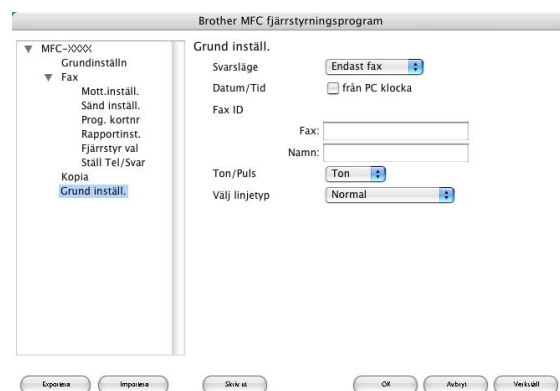 Brother MFC fjärrstyrningsprogram
MFC-XXXX
Grundinställn
Fax
Mott.inställ.
Sänd inställ.
Prog. kortnr
Rapportinst.
Fjärrstyr val
Ställ Tel/Svar
Kopia
Grund inställ.
Grund inställ.
Svarsläge Endast fax
Datum/Tid från PC klocka
Fax ID
Fax:
Namn:
Ton/Puls Ton
Välj linjetyp Normal
Exportera Importera Skriv ut OK Avbryt Verkställ